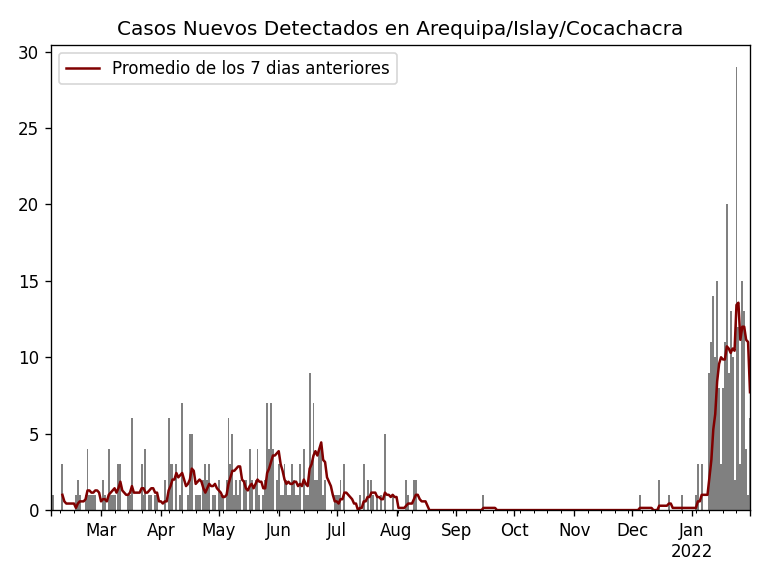 Casos Nuevos Detectados en Arequipa/Islay/Cocachacra
Promedio de los 7 dias anteriores
30
25
20
15
10
5
0
Mar Apr May Jun Jul Aug Sep Oct Nov Dec Jan
2022